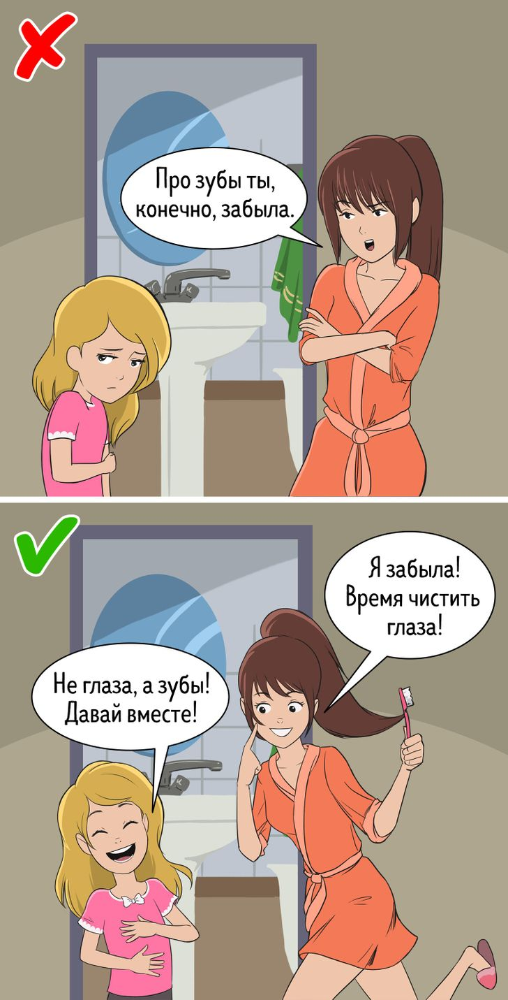 Про зубы ты,
конечно, забыла.
Я забыла!
Время чистить
глаза!
Не глаза, а зубы!
Давай вместе!